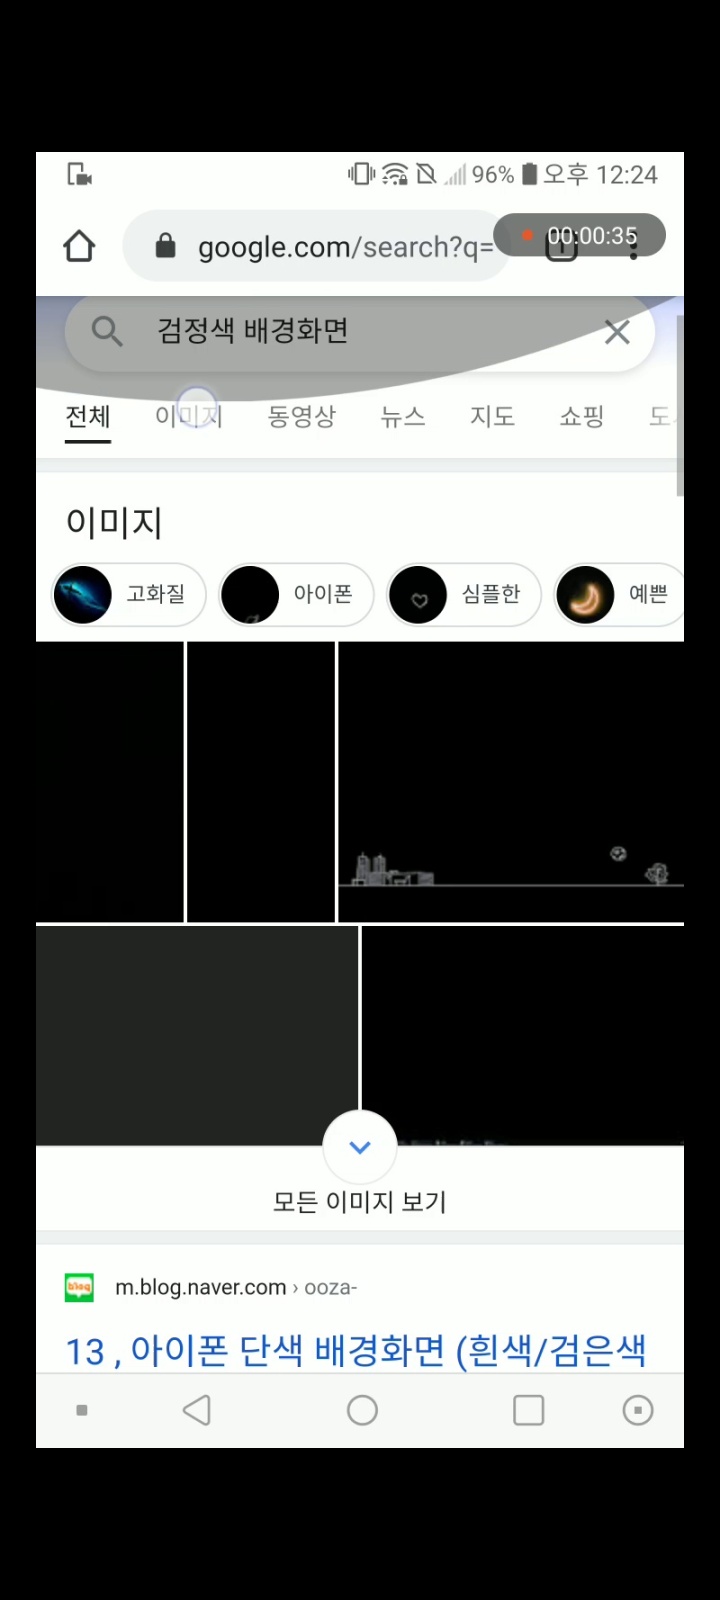 96% 오후 12:24
google.com/search?q=
00:00:35
검정색 배경화면
전체 이미지 동영상 뉴스 지도 쇼핑
이미지
고화질 아이폰 심플한 예쁜
모든 이미지 보기
blog
m.blog.naver.com › ooza-
13 , 아이폰 단색 배경화면 (흰색/검은색